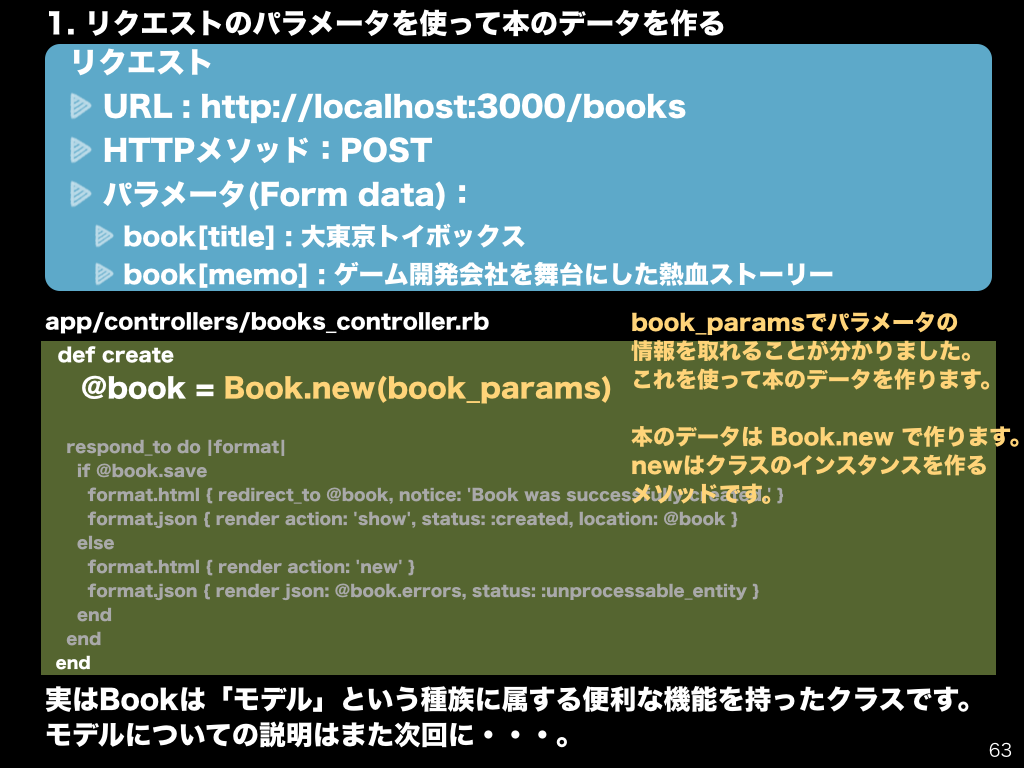 1. リクエストのパラメータを使って本のデータを作る
リクエスト
URL : http://localhost:3000/books
HTTPメソッド：POST
パラメータ(Form data)：
book[title] : 大東京トイボックス
book[memo] : ゲーム開発会社を舞台にした熱血ストーリー
app/controllers/books_controller.rb
book_paramsでパラメータの
情報を取れることが分かりました。
これを使って本のデータを作ります。
本のデータは Book.new で作ります。
newはクラスのインスタンスを作る
メソッドです。
def create
@book = Book.new(book_params)
respond_to do |format|
if @book.save
format.html { redirect_to @book, notice: 'Book was successfully created.' }
format.json { render action: 'show', status: :created, location: @book }
else
format.html { render action: 'new' }
format.json { render json: @book.errors, status: :unprocessable_entity }
end
end
end
実はBookは「モデル」という種族に属する便利な機能を持ったクラスです。
モデルについての説明はまた次回に・・・。
63